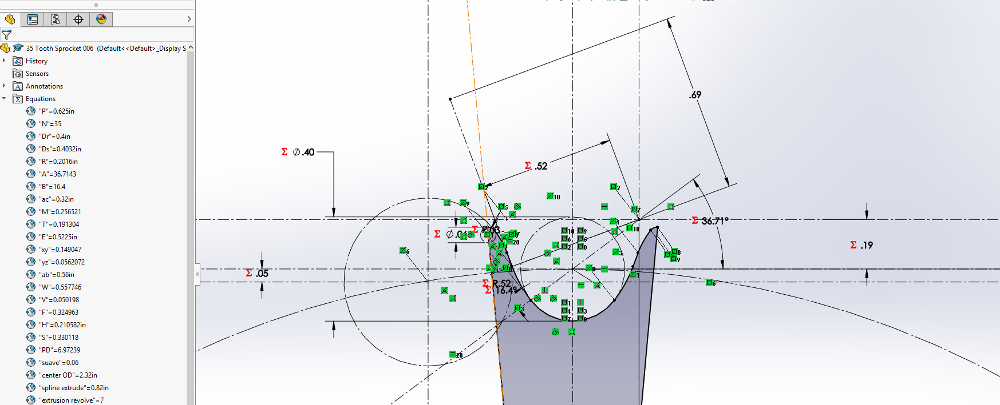 35 Tooth Sprocket 006 (Default<<Default>_Display S
History
Sensors
Annotations
Equations
"P"=0.625in
"N"=35
"Dr"=0.4in
"Ds"=0.4032in
"R"=0.2016in
"A"=36.7143
"B"=16.4
"ac"=0.32in
"M"=0.256521
"T"=0.191304
"E"=0.5225in
"xy"=0.149047
"yz"=0.0562072
"ab"=0.56in
"W"=0.557746
"V"=0.050198
"F"=0.324963
"H"=0.210582in
"S"=0.330118
"PD"=6.97239
"suave"=0.06
"center OD"=2.32in
"spline extrude"=0.82in
"extrusion revolve"=7
.69
Σ ∅.40
Σ .52
Σ 36.71°
Σ .19
Σ .05
Σ R.52
Σ 16.4°